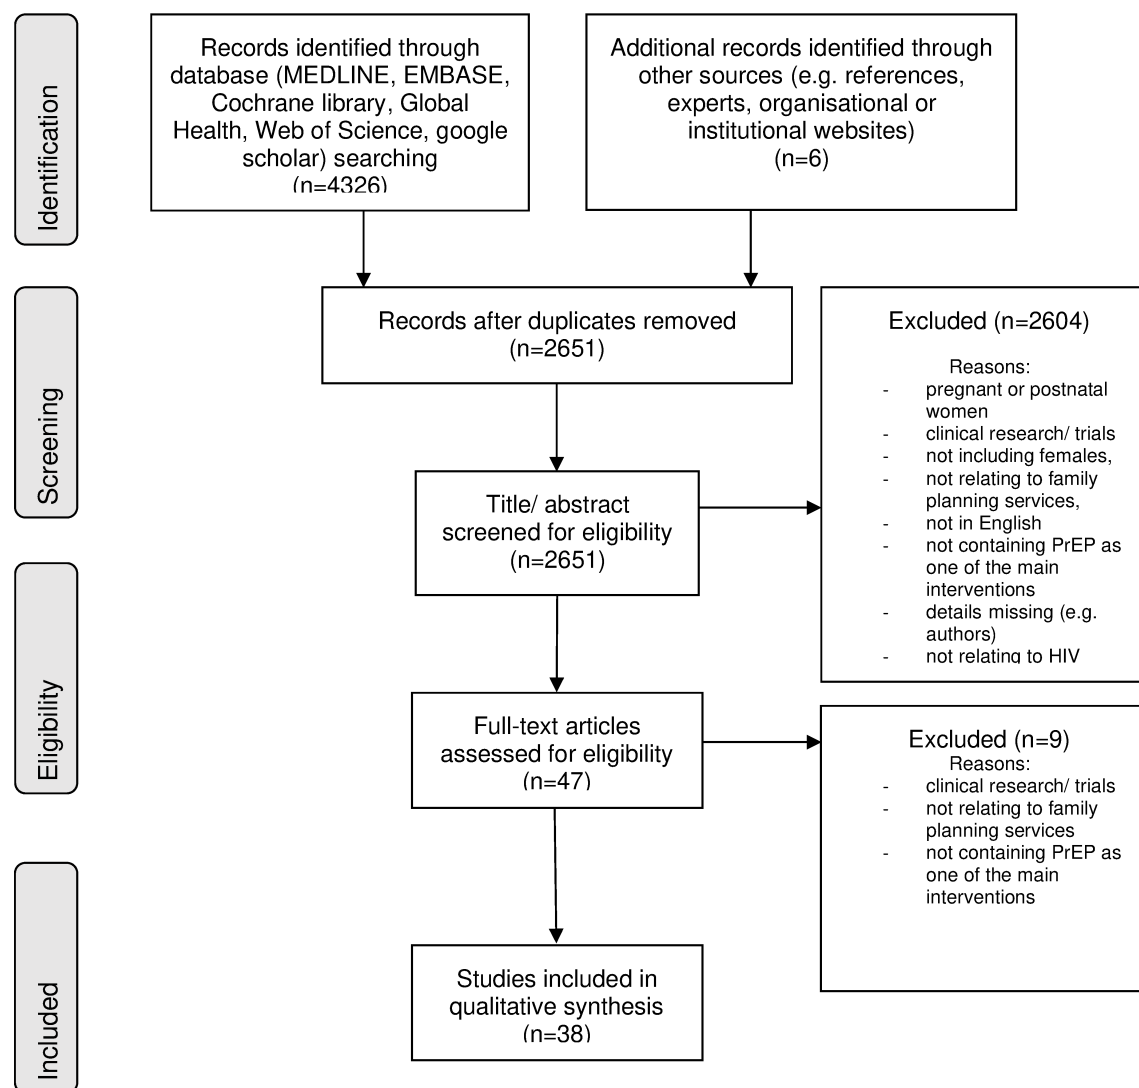 Identification
Records identified through
database (MEDLINE, EMBASE,
Cochrane library, Global
Health, Web of Science, google
scholar) searching
(n=4326)
Additional records identified through
other sources (e.g. references,
experts, organisational or
institutional websites)
(n=6)
Screening
Records after duplicates removed
(n=2651)
Title/ abstract
screened for eligibility
(n=2651)
Excluded (n=2604)
Reasons:
- pregnant or postnatal
women
- clinical research/ trials
- not including females,
- not relating to family
planning services,
- not in English
- not containing PrEP as
one of the main
interventions
- details missing (e.g.
authors)
- not relating to HIV
Eligibility
Full-text articles
assessed for eligibility
(n=47)
Excluded (n=9)
Reasons:
- clinical research/ trials
- not relating to family
planning services
- not containing PrEP as
one of the main
interventions
Included
Studies included in
qualitative synthesis
(n=38)